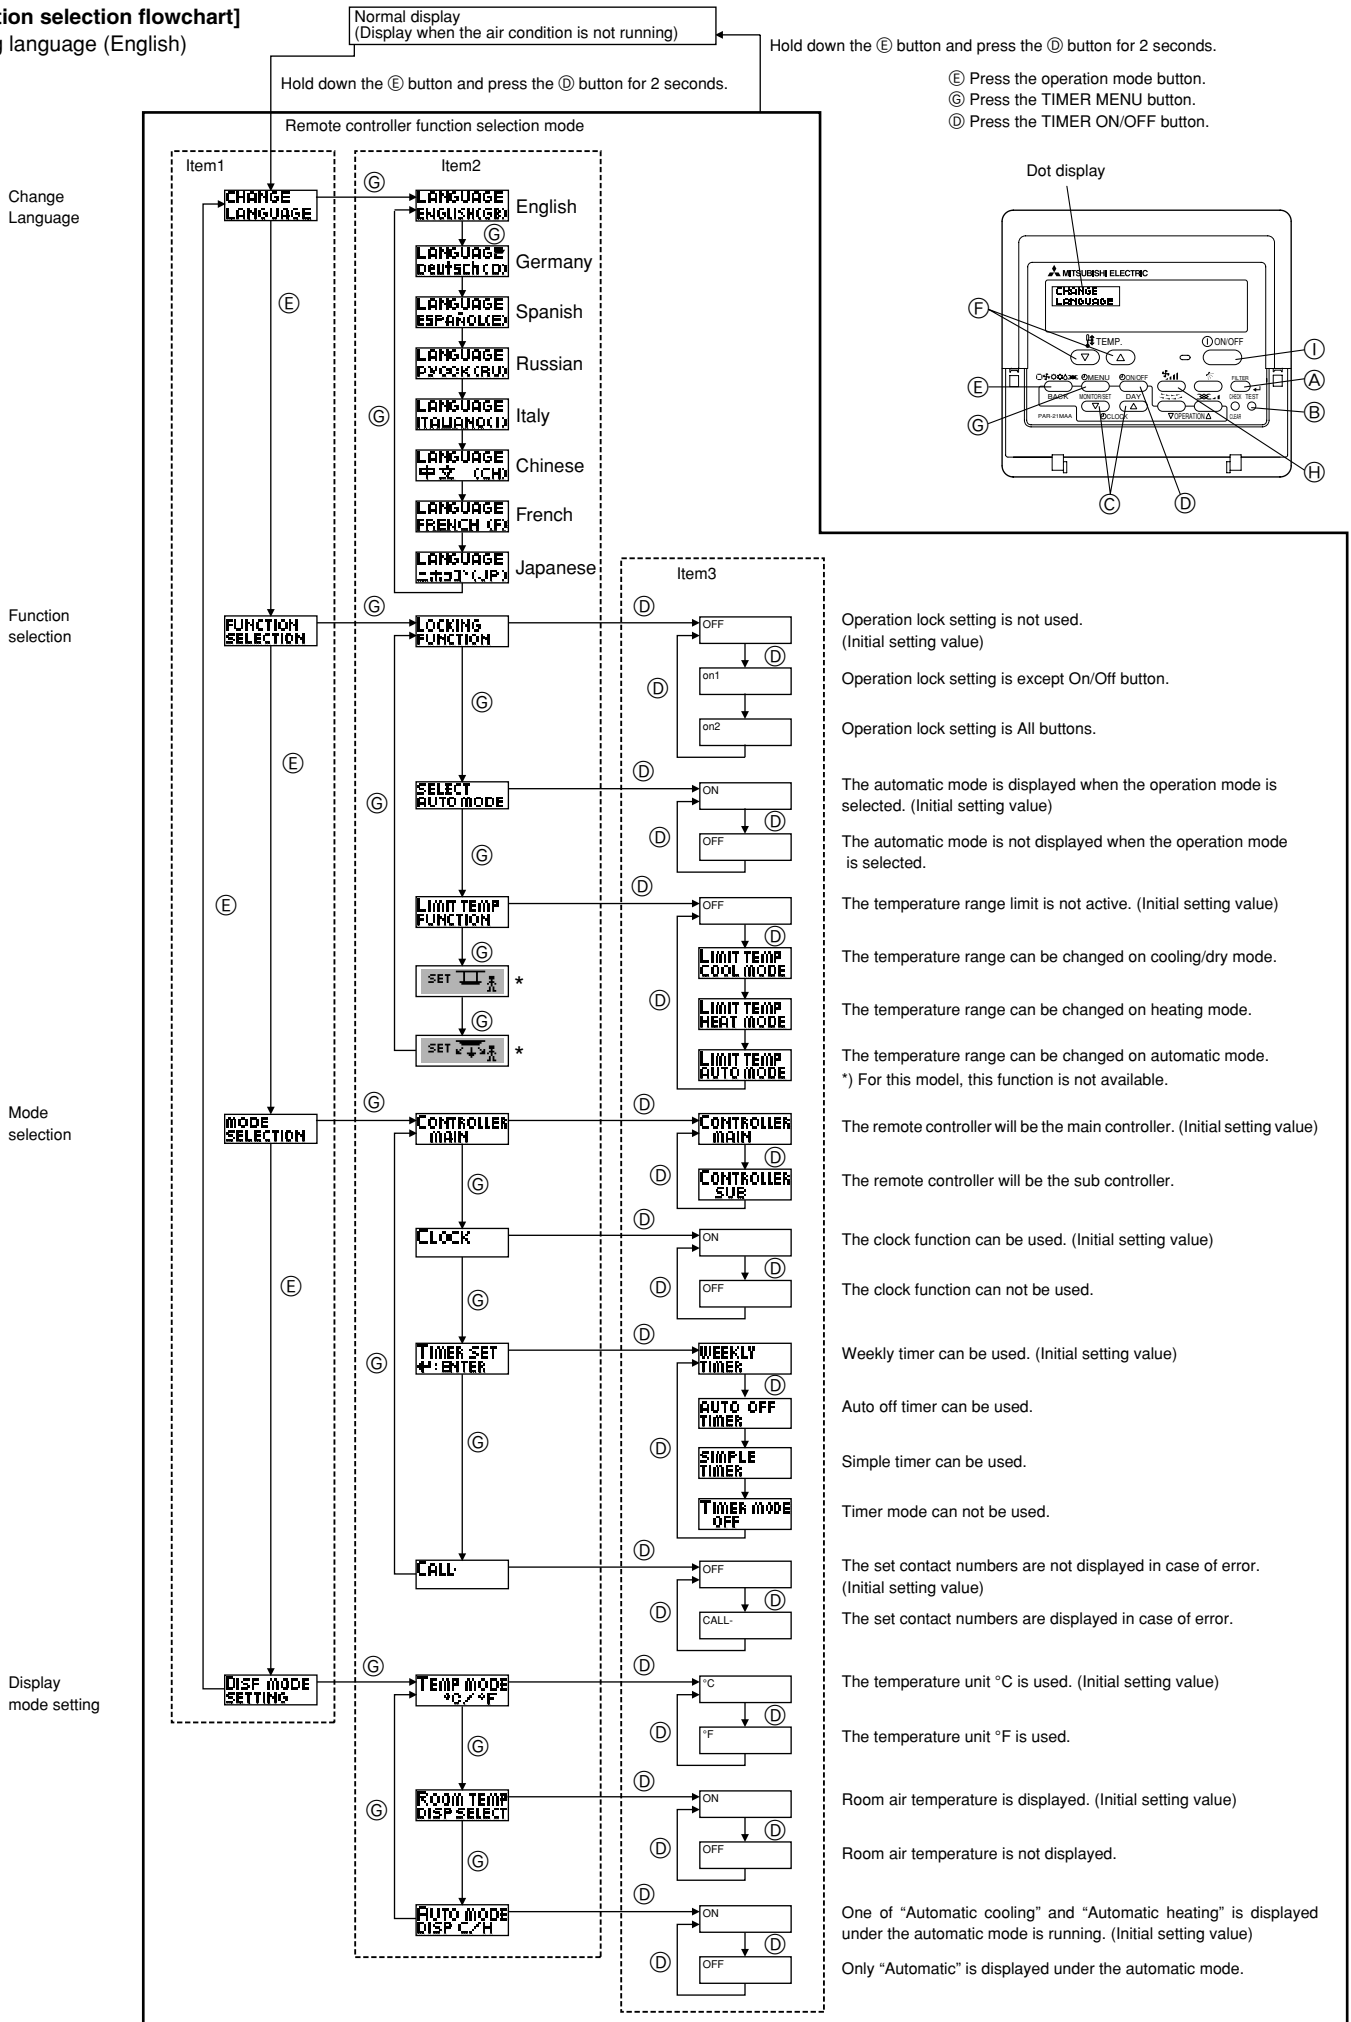 tion selection flowchart]
g language (English)
Normal display
(Display when the air condition is not running)
Hold down the Ⓔ button and press the Ⓓ button for 2 seconds.
Hold down the Ⓔ button and press the Ⓓ button for 2 seconds.
Ⓔ Press the operation mode button.
Ⓖ Press the TIMER MENU button.
Ⓓ Press the TIMER ON/OFF button.
Remote controller function selection mode
Item1
Item2
Dot display
Change
Language
CHANGE
LANGUAGE
Ⓖ
LANGUAGE
ENGLISH(GB)
English
Ⓖ
LANGUAGE
Deutsch(D)
Germany
Ⓔ
LANGUAGE
ESPAÑOL(E)
Spanish
LANGUAGE
РУССК(RU)
Russian
Ⓖ
LANGUAGE
ITALIANO(I)
Italy
LANGUAGE
中文 (CH)
Chinese
LANGUAGE
FRENCH (F)
French
LANGUAGE
ニホンゴ(JP)
Japanese
MITSUBISHI ELECTRIC
CHANGE
LANGUAGE
Ⓕ
TEMP.
ON/OFF
Ⓘ
Ⓔ
MENU
ON/OFF
FILTER
Ⓐ
BACK
MONITOR/SET
DAY
CHECK TEST
Ⓑ
PAR-21MAA
CLOCK
▽OPERATION△
CLEAR
Ⓖ
Ⓗ
Ⓒ
Ⓓ
Item3
Function
selection
FUNCTION
SELECTION
Ⓖ
LOCKING
FUNCTION
Ⓓ
OFF
Operation lock setting is not used.
(Initial setting value)
Ⓓ
on1
Operation lock setting is except On/Off button.
Ⓓ
Ⓖ
on2
Operation lock setting is All buttons.
Ⓔ
Ⓖ
SELECT
AUTO MODE
Ⓓ
ON
The automatic mode is displayed when the operation mode is
selected. (Initial setting value)
Ⓓ
Ⓓ
OFF
The automatic mode is not displayed when the operation mode
is selected.
Ⓖ
Ⓔ
LIMIT TEMP
FUNCTION
Ⓓ
OFF
The temperature range limit is not active. (Initial setting value)
Ⓖ
Ⓓ
LIMIT TEMP
COOL MODE
The temperature range can be changed on cooling/dry mode.
SET
*
Ⓓ
Ⓖ
LIMIT TEMP
HEAT MODE
The temperature range can be changed on heating mode.
SET
*
LIMIT TEMP
AUTO MODE
The temperature range can be changed on automatic mode.
*) For this model, this function is not available.
Mode
selection
MODE
SELECTION
Ⓖ
CONTROLLER
MAIN
Ⓓ
CONTROLLER
MAIN
The remote controller will be the main controller. (Initial setting value)
Ⓓ
Ⓓ
Ⓖ
CONTROLLER
SUB
The remote controller will be the sub controller.
CLOCK
Ⓓ
ON
The clock function can be used. (Initial setting value)
Ⓓ
Ⓓ
Ⓔ
Ⓖ
OFF
The clock function can not be used.
Ⓖ
TIMER SET
↵:ENTER
Ⓓ
WEEKLY
TIMER
Weekly timer can be used. (Initial setting value)
Ⓓ
AUTO OFF
TIMER
Auto off timer can be used.
Ⓖ
Ⓓ
SIMPLE
TIMER
Simple timer can be used.
TIMER MODE
OFF
Timer mode can not be used.
CALL-
Ⓓ
OFF
The set contact numbers are not displayed in case of error.
(Initial setting value)
Ⓓ
Ⓓ
CALL-
The set contact numbers are displayed in case of error.
Display
mode setting
DISP MODE
SETTING
Ⓖ
TEMP MODE
°C/°F
Ⓓ
°C
The temperature unit °C is used. (Initial setting value)
Ⓓ
Ⓓ
°F
The temperature unit °F is used.
Ⓖ
Ⓖ
ROOM TEMP
DISP SELECT
Ⓓ
ON
Room air temperature is displayed. (Initial setting value)
Ⓓ
Ⓓ
OFF
Room air temperature is not displayed.
Ⓖ
AUTO MODE
DISP C/H
Ⓓ
ON
One of “Automatic cooling” and “Automatic heating” is displayed
under the automatic mode is running. (Initial setting value)
Ⓓ
Ⓓ
OFF
Only “Automatic” is displayed under the automatic mode.